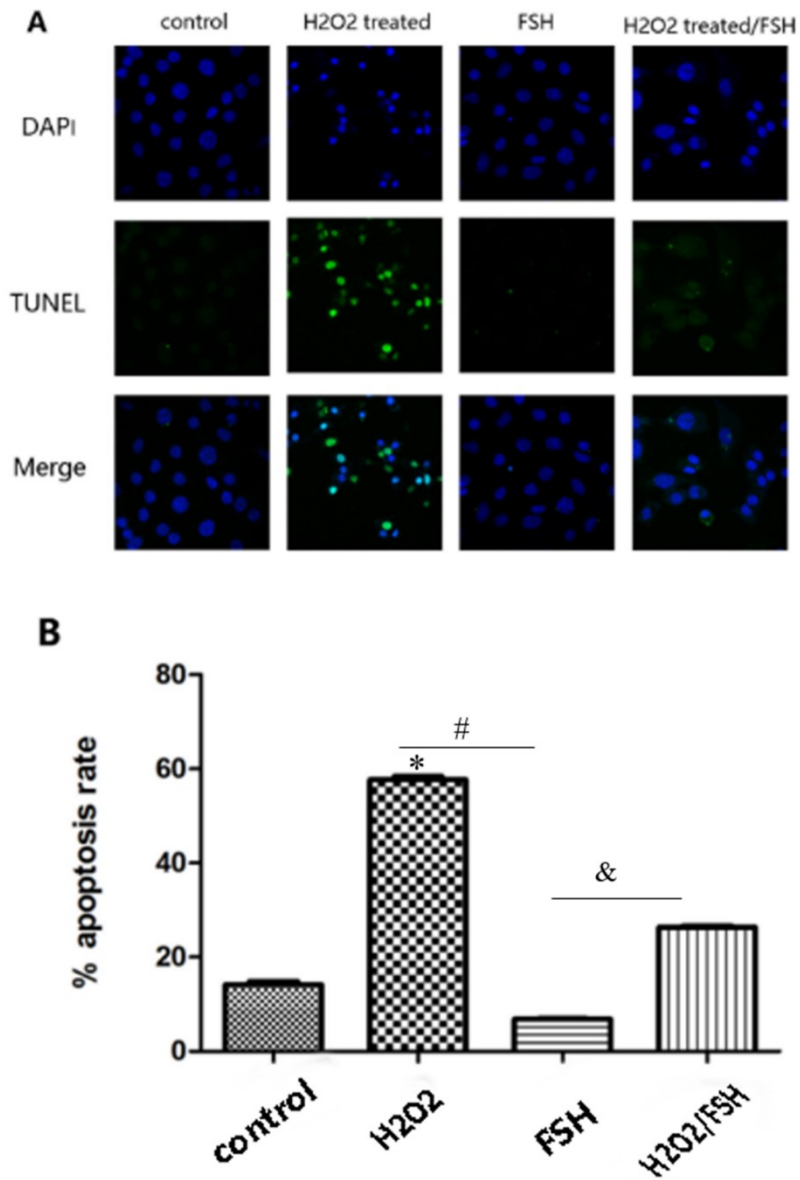 A
control H2O2 treated FSH H2O2 treated/FSH
DAPI
TUNEL
Merge
B
80
#
60
*
40
&
20
0
% apoptosis rate
control H2O2 FSH H2O2/FSH